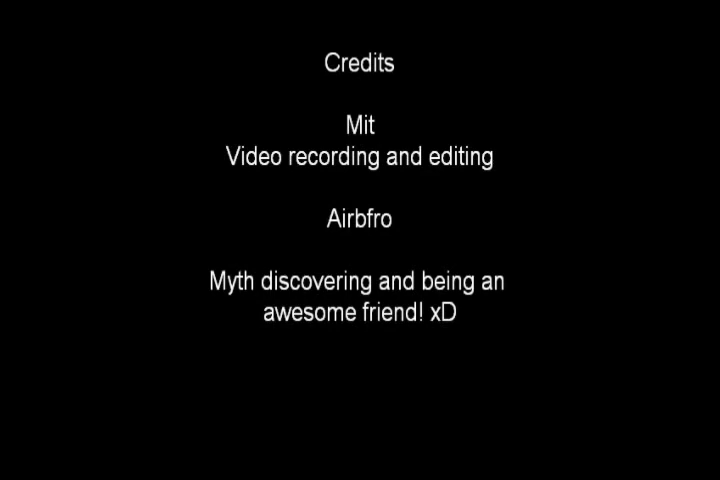 Credits
Mit
Video recording and editing
Airbfro
Myth discovering and being an
awesome friend! xD